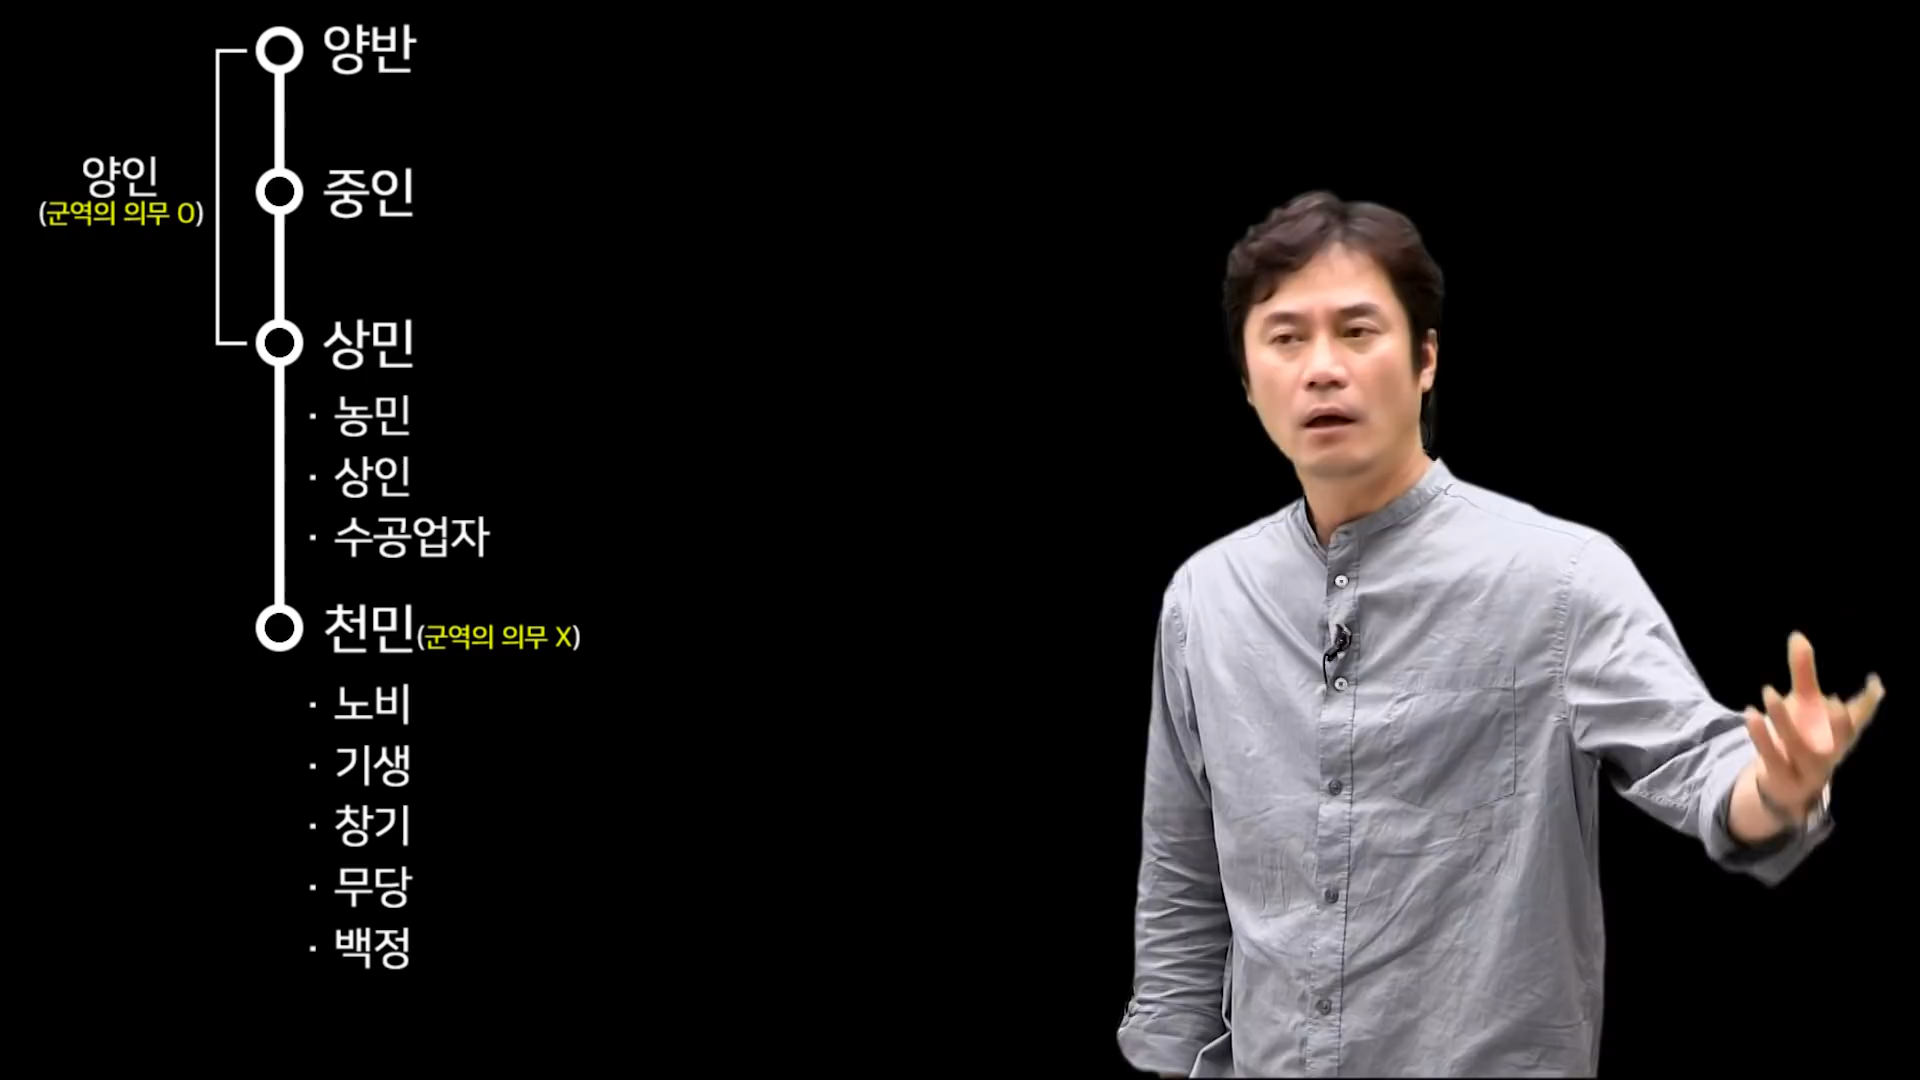 양반
양인
(군역의 의무 O)
중인
상민
· 농민
· 상인
· 수공업자
천민(군역의 의무 X)
· 노비
· 기생
· 창기
· 무당
· 백정